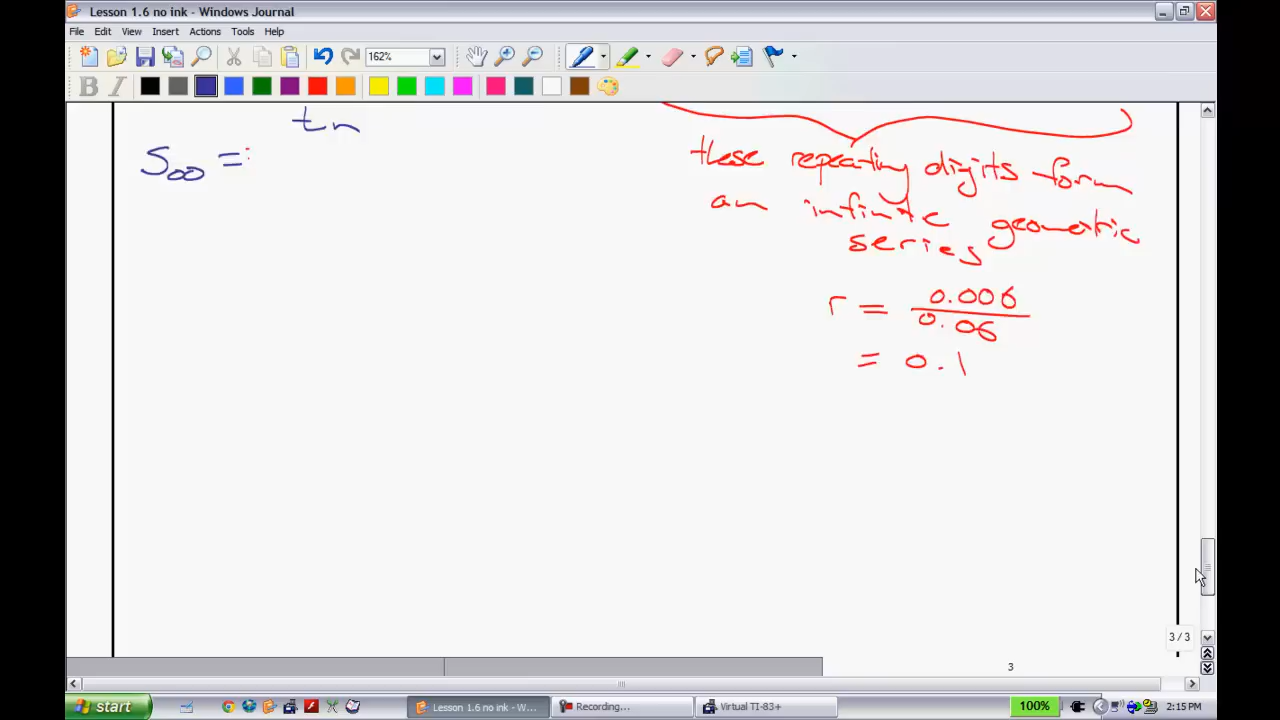 Lesson 1.6 no ink - Windows Journal
File Edit View Insert Actions Tools Help
162%
B I
tn
S∞ =
these repeating digits form
an infinite geometric
series
r = 0.006
0.06
= 0.1
3 / 3
3
start
Lesson 1.6 no ink - W...
Recording...
Virtual TI-83+
100%
2:15 PM